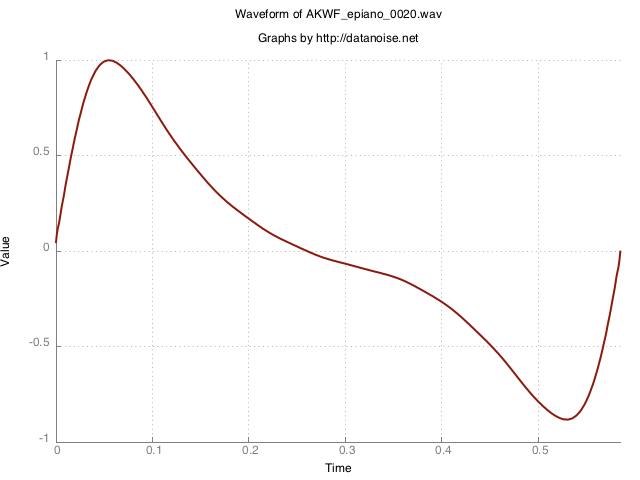 Waveform of AKWF_epiano_0020.wav
Graphs by http://datanoise.net
1
0.5
0
-0.5
-1
Value
0 0.1 0.2 0.3 0.4 0.5
Time